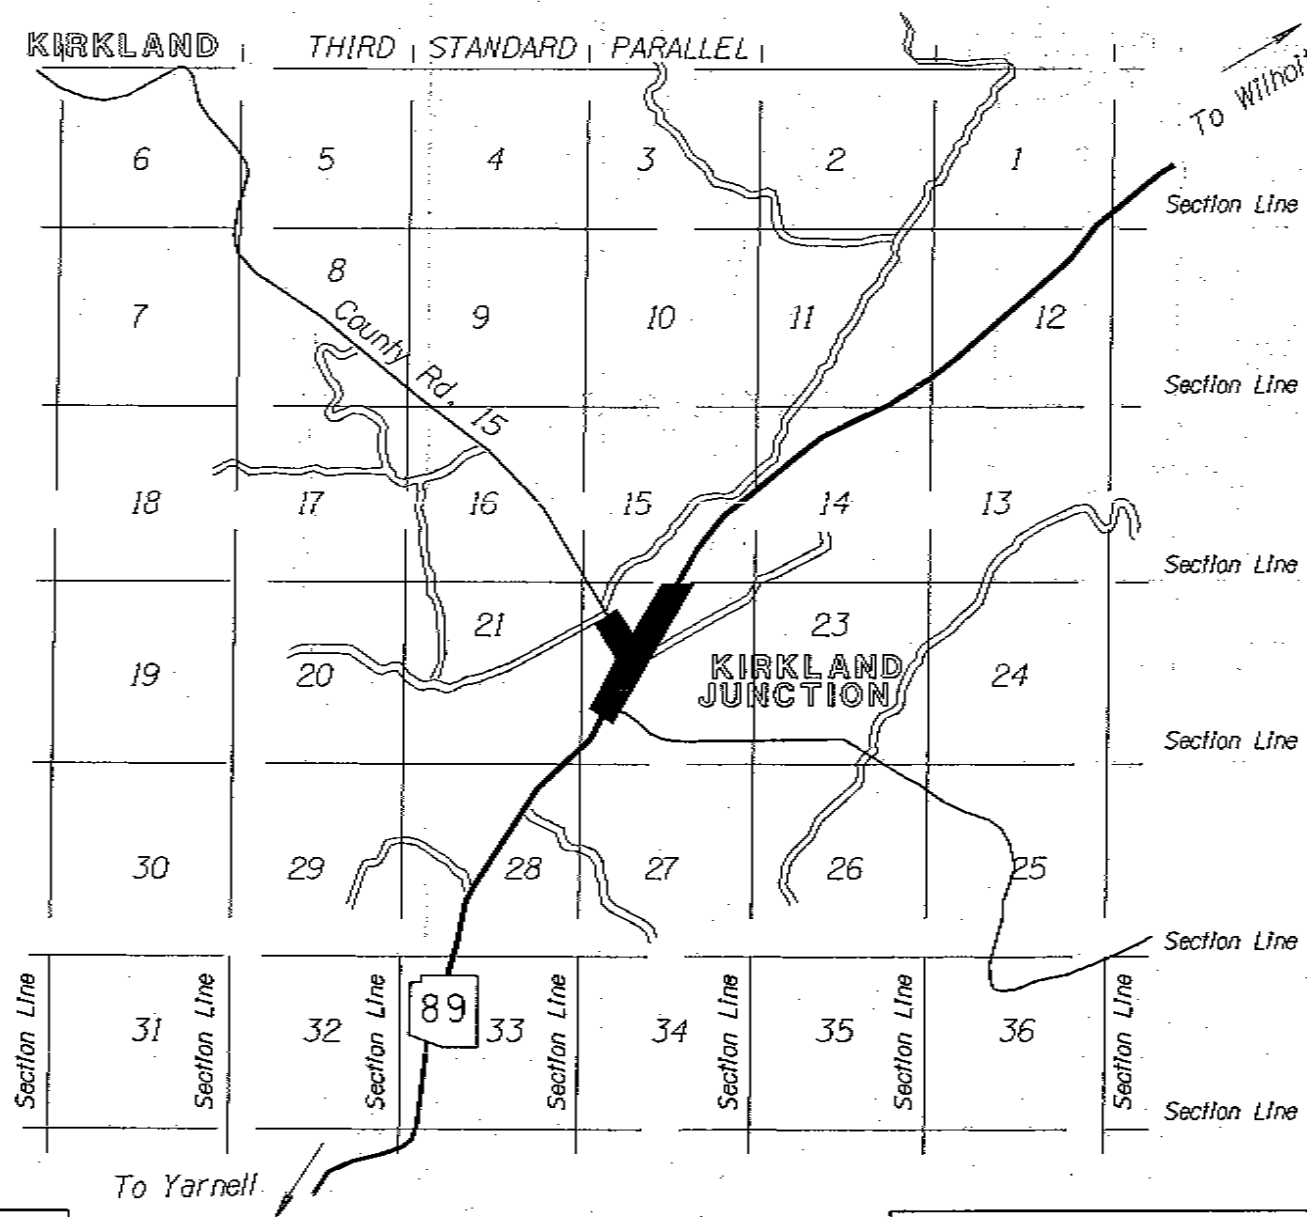 KIRKLAND THIRD STANDARD PARALLEL
To Wilhoit
6 5 4 3 2 1
Section Line
8
7 9 10 11 12
County Rd. 15
Section Line
18 17 16 15 14 13
Section Line
21 23
19 20 24
KIRKLAND
JUNCTION
Section Line
30 29 28 27 26 25
Section Line
Section Line
Section Line
Section Line
Section Line
Section Line
Section Line
Section Line
89
31 32 33 34 35 36
Section Line
To Yarnell